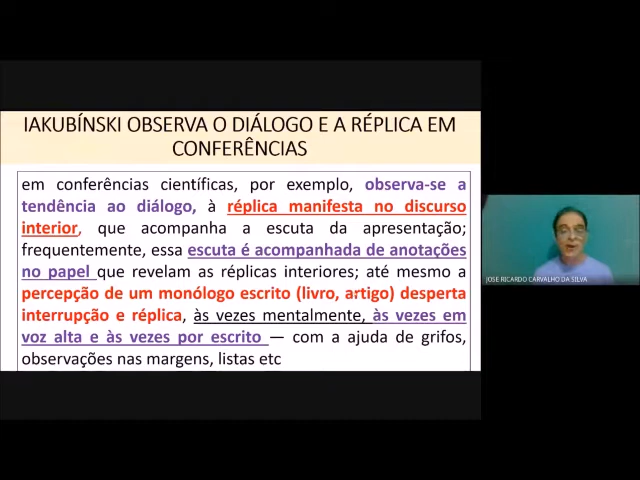 IAKUBÍNSKI OBSERVA O DIÁLOGO E A RÉPLICA EM
CONFERÊNCIAS
em conferências científicas, por exemplo, observa-se a
tendência ao diálogo, à réplica manifesta no discurso
interior, que acompanha a escuta da apresentação;
frequentemente, essa escuta é acompanhada de anotações
no papel que revelam as réplicas interiores; até mesmo a
percepção de um monólogo escrito (livro, artigo) desperta
interrupção e réplica, às vezes mentalmente, às vezes em
voz alta e às vezes por escrito — com a ajuda de grifos,
observações nas margens, listas etc
JOSE RICARDO CARVALHO DA SILVA